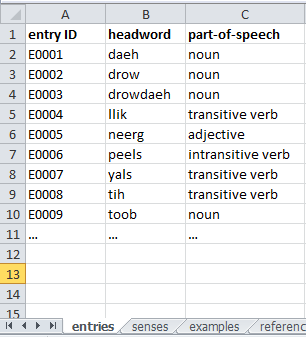 A B C
1 entry ID headword part-of-speech
2 E0001 daeh noun
3 E0002 drow noun
4 E0003 drowdaeh noun
5 E0004 llik transitive verb
6 E0005 neerg adjective
7 E0006 peels intransitive verb
8 E0007 yals transitive verb
9 E0008 tih transitive verb
10 E0009 toob noun
11 ... ... ...
12
13
14
15
entries senses examples referenc